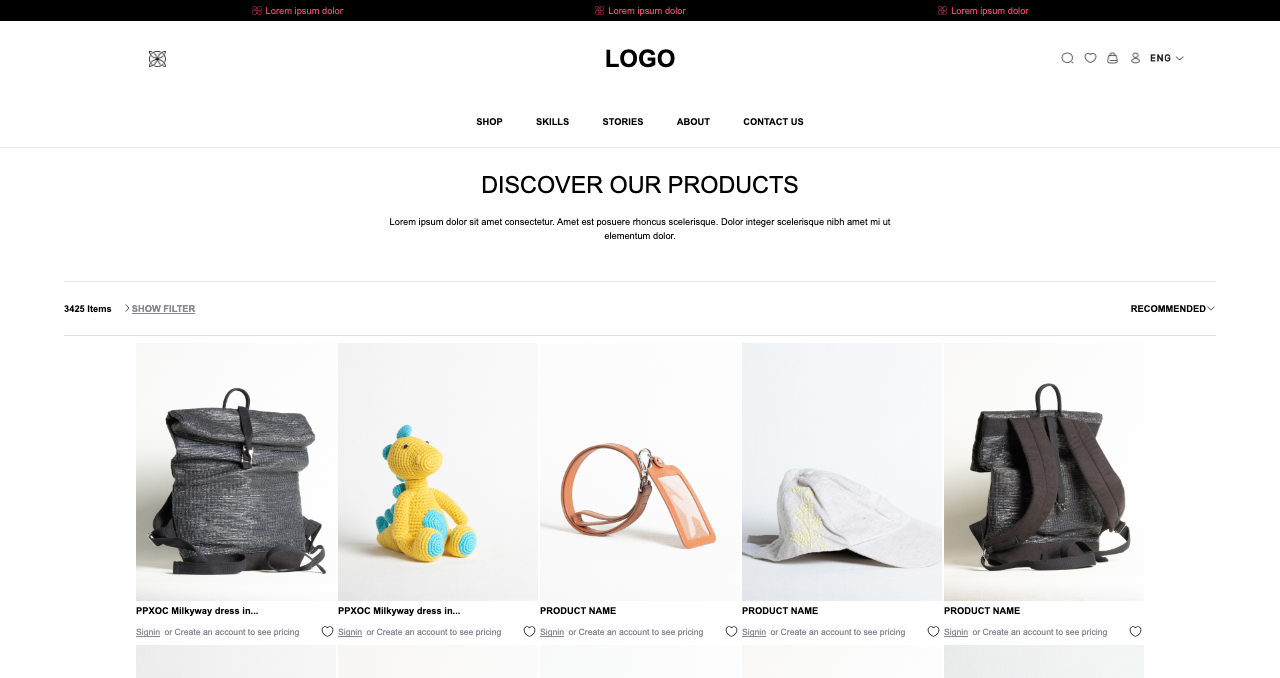 Lorem ipsum dolor
Lorem ipsum dolor
Lorem ipsum dolor
LOGO
ENG
SHOP
SKILLS
STORIES
ABOUT
CONTACT US
DISCOVER OUR PRODUCTS
Lorem ipsum dolor sit amet consectetur. Amet est posuere rhoncus scelerisque. Dolor integer scelerisque nibh amet mi ut
elementum dolor.
3425 Items
SHOW FILTER
RECOMMENDED
PPXOC Milkyway dress in...
Signin or Create an account to see pricing
PPXOC Milkyway dress in...
Signin or Create an account to see pricing
PRODUCT NAME
Signin or Create an account to see pricing
PRODUCT NAME
Signin or Create an account to see pricing
PRODUCT NAME
Signin or Create an account to see pricing